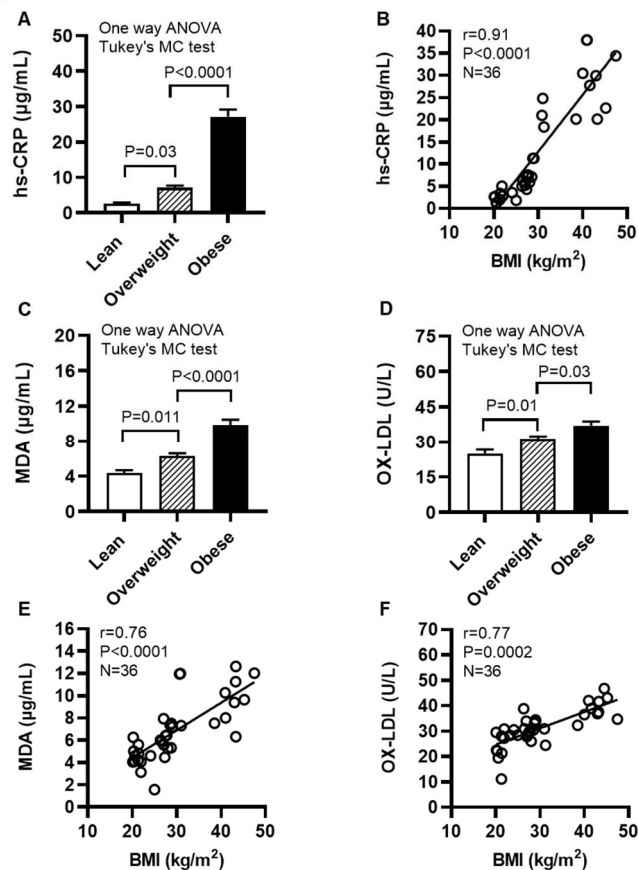 A
One way ANOVA
Tukey's MC test
P<0.0001
P=0.03
hs-CRP (µg/mL)
50
40
30
20
10
0
Lean
Overweight
Obese
B
r=0.91
P<0.0001
N=36
hs-CRP (µg/mL)
40
35
30
25
20
15
10
5
0
10
20
30
40
50
BMI (kg/m²)
C
One way ANOVA
Tukey's MC test
P<0.0001
P=0.011
MDA (µg/mL)
20
16
12
8
4
0
Lean
Overweight
Obese
D
One way ANOVA
Tukey's MC test
P=0.03
P=0.01
OX-LDL (U/L)
75
60
45
30
15
0
Lean
Overweight
Obese
E
r=0.76
P<0.0001
N=36
MDA (µg/mL)
16
14
12
10
8
6
4
2
0
10
20
30
40
50
BMI (kg/m²)
F
r=0.77
P=0.0002
N=36
OX-LDL (U/L)
70
60
50
40
30
20
10
0
10
20
30
40
50
BMI (kg/m²)